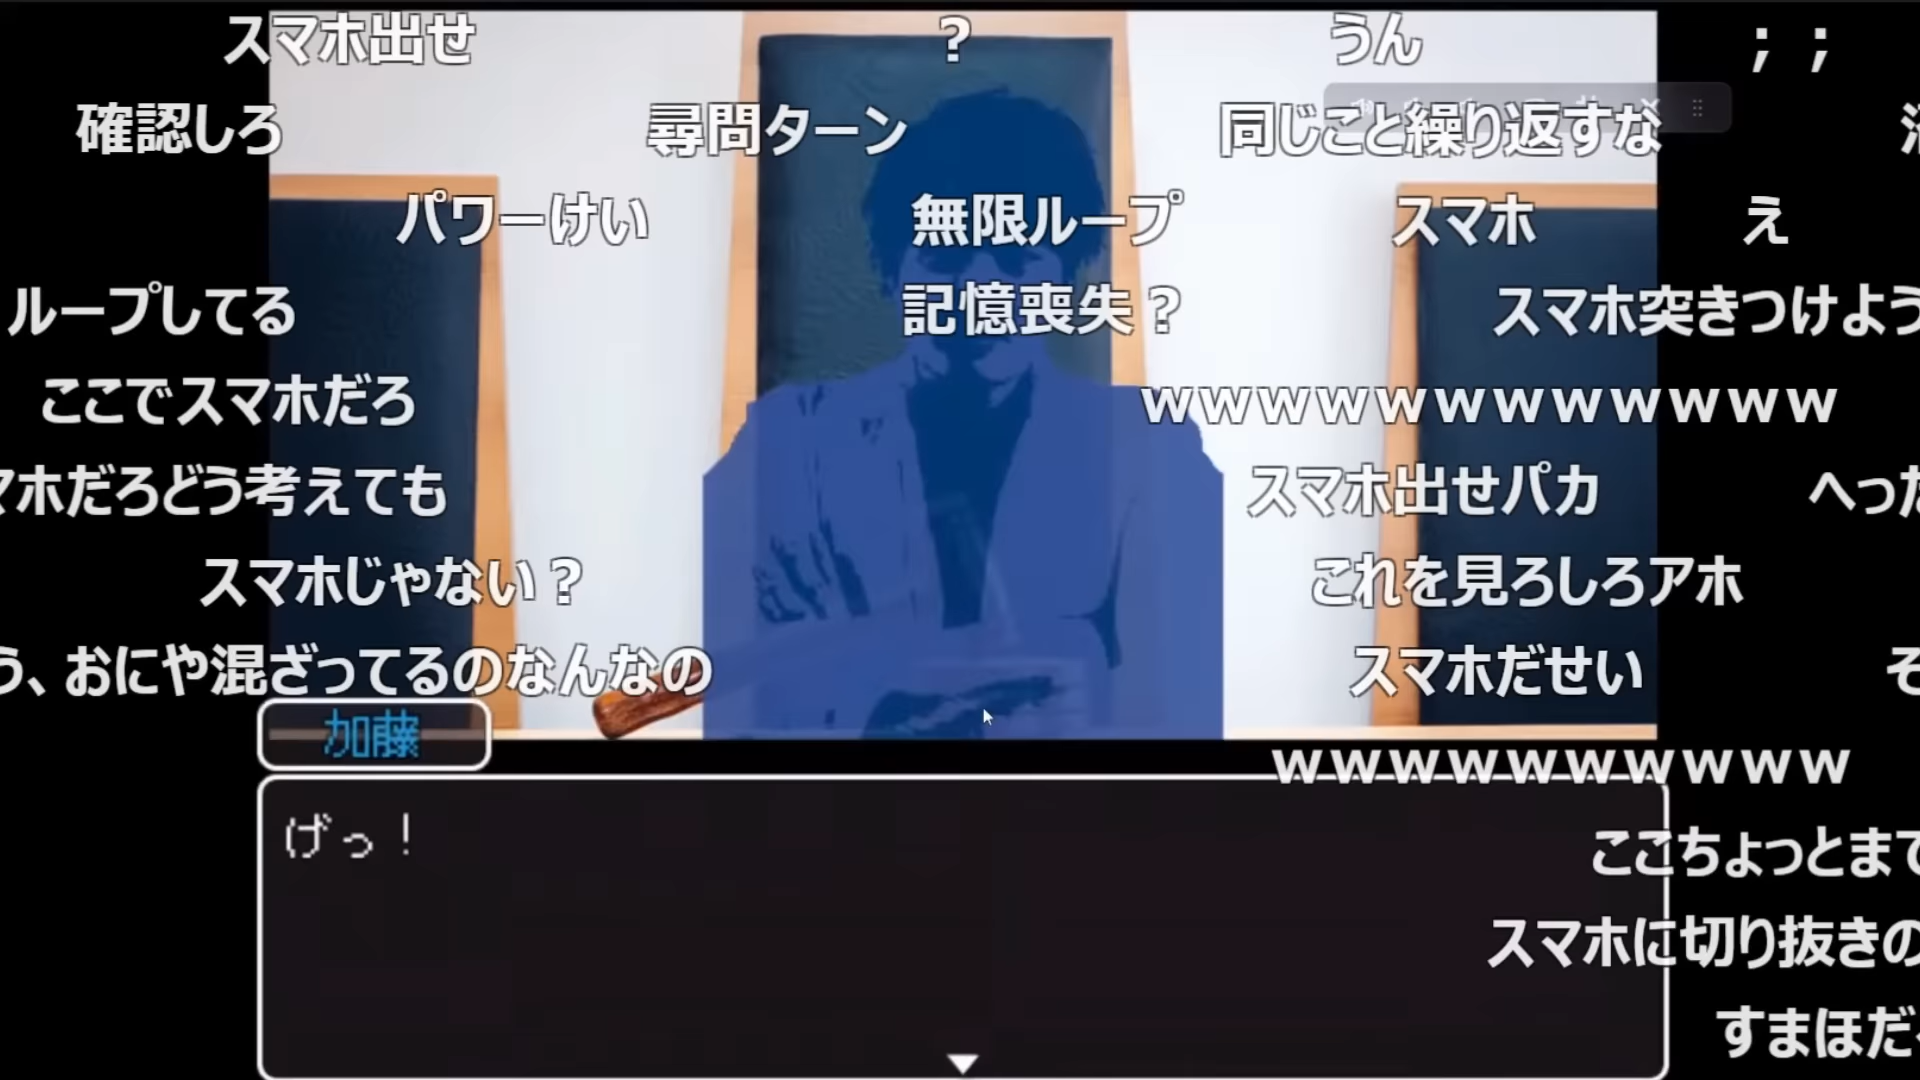 スマホ出せ
？
うん
；；
確認しろ
尋問ターン
同じこと繰り返すな
パワーけい
無限ループ
スマホ
え
ループしてる
記憶喪失？
スマホ突きつけよう
ここでスマホだろ
ｗｗｗｗｗｗｗｗｗｗｗｗ
マホだろどう考えても
スマホ出せパカ
へった
スマホじゃない？
これを見ろしろアホ
う、おにや混ざってるのなんなの
スマホだせい
そ
加藤
ｗｗｗｗｗｗｗｗｗｗ
げっ！
ここちょっとまて
スマホに切り抜きの
すまほだ